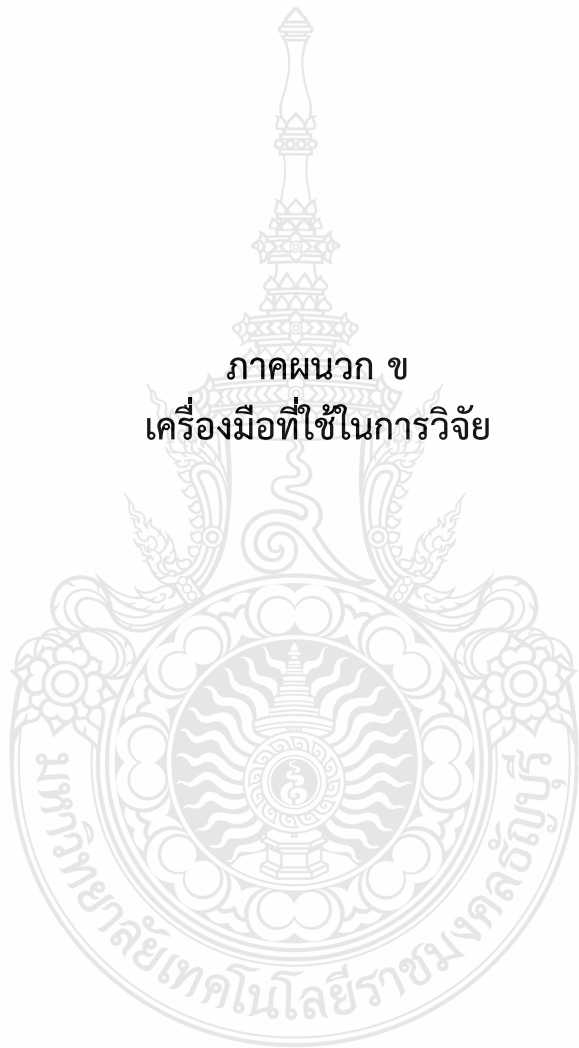 ภาคผนวก ข
เครื่องมือที่ใช้ในการวิจัย
มหาวิทยาลัยเทคโนโลยีราชมงคลธัญบุรี